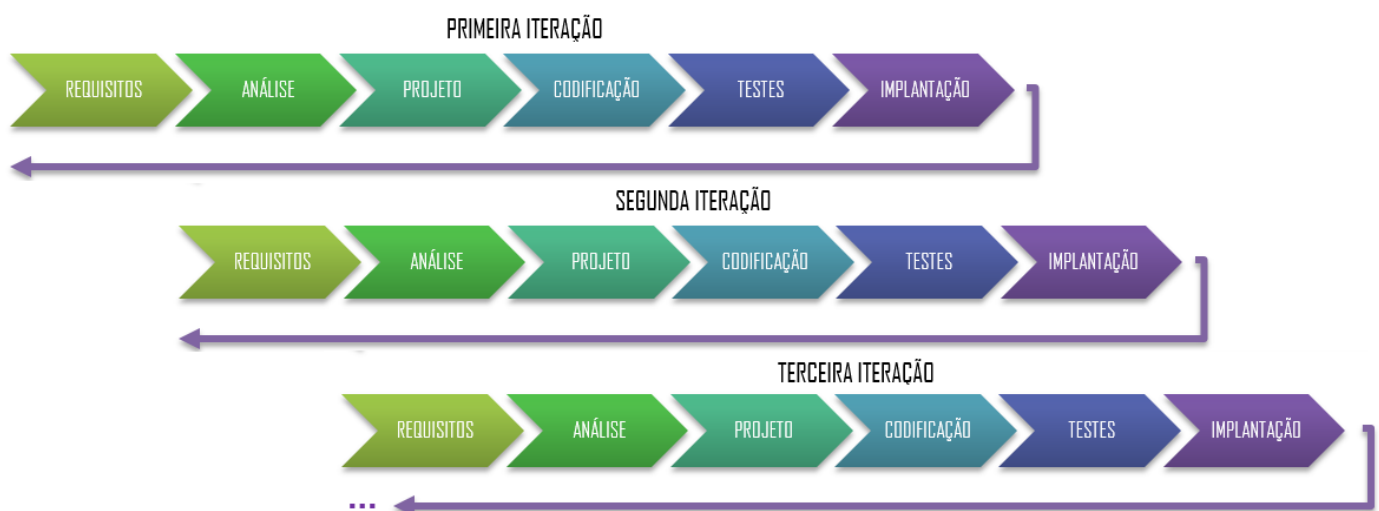 PRIMEIRA ITERAÇÃO
REQUISITOS ANÁLISE PROJETO CODIFICAÇÃO TESTES IMPLANTAÇÃO
SEGUNDA ITERAÇÃO
REQUISITOS ANÁLISE PROJETO CODIFICAÇÃO TESTES IMPLANTAÇÃO
TERCEIRA ITERAÇÃO
REQUISITOS ANÁLISE PROJETO CODIFICAÇÃO TESTES IMPLANTAÇÃO
...